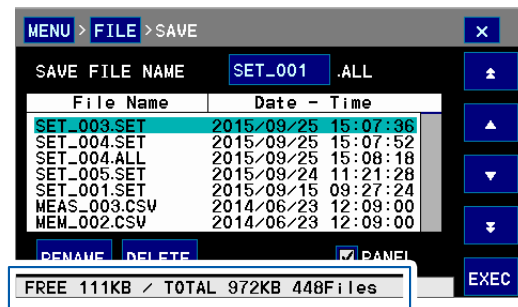 MENU > FILE > SAVE ×
SAVE FILE NAME SET_001 .ALL
File Name Date - Time
SET_003.SET 2015/09/25 15:07:36
SET_004.SET 2015/09/25 15:07:52
SET_004.ALL 2015/09/25 15:08:18
SET_005.SET 2015/09/24 11:21:28
SET_001.SET 2015/09/15 09:27:24
MEAS_003.CSV 2014/06/23 12:09:00
MEM_002.CSV 2014/06/23 12:09:00
RENAME DELETE PANEL
FREE 111KB / TOTAL 972KB 448Files
EXEC